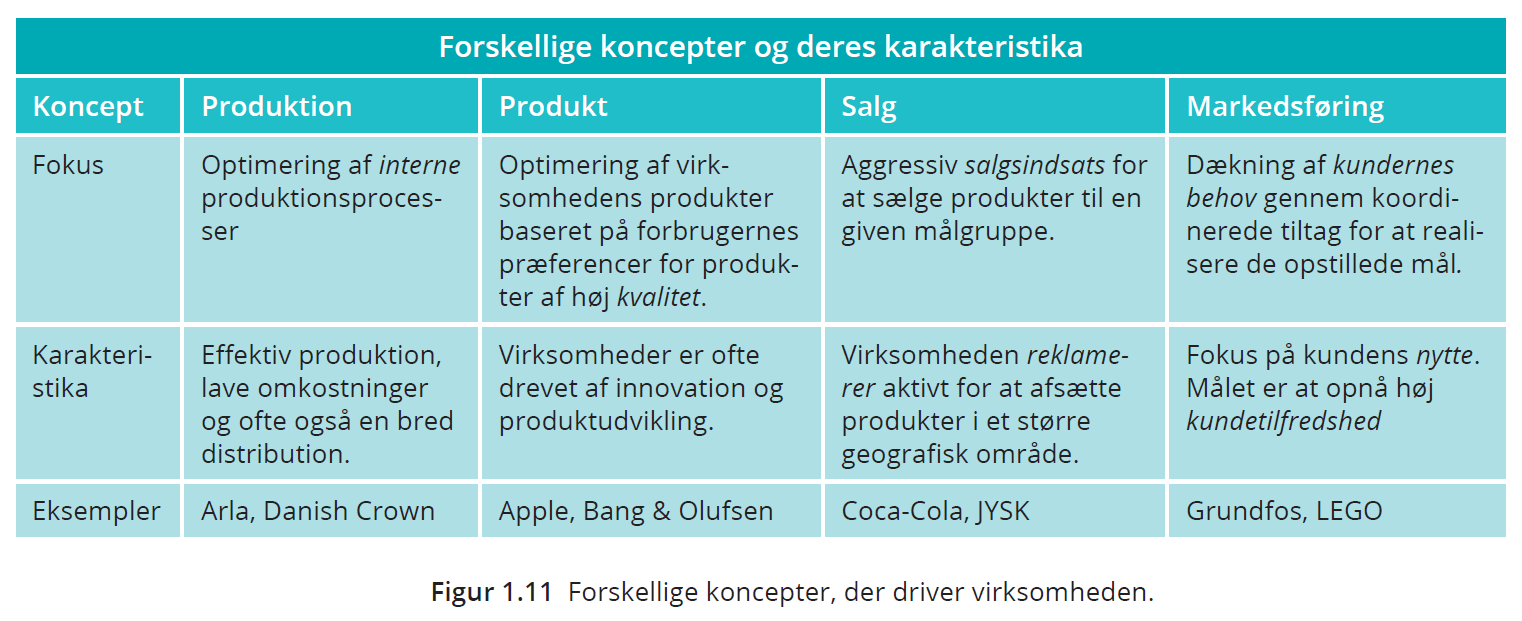 Forskellige koncepter og deres karakteristika
Koncept
Produktion
Produkt
Salg
Markedsføring
Fokus
Optimering af interne
produktionsproces-
ser
Optimering af virk-
somhedens produkter
baseret på forbrugernes
præferencer for produk-
ter af høj kvalitet.
Aggressiv salgsindsats for
at sælge produkter til en
given målgruppe.
Dækning af kundernes
behov gennem koordi-
nerede tiltag for at reali-
sere de opstillede mål.
Karakteri-
stika
Effektiv produktion,
lave omkostninger
og ofte også en bred
distribution.
Virksomheder er ofte
drevet af innovation og
produktudvikling.
Virksomheden reklame-
rer aktivt for at afsætte
produkter i et større
geografisk område.
Fokus på kundens nytte.
Målet er at opnå høj
kundetilfredshed
Eksempler
Arla, Danish Crown
Apple, Bang & Olufsen
Coca-Cola, JYSK
Grundfos, LEGO
Figur 1.11 Forskellige koncepter, der driver virksomheden.